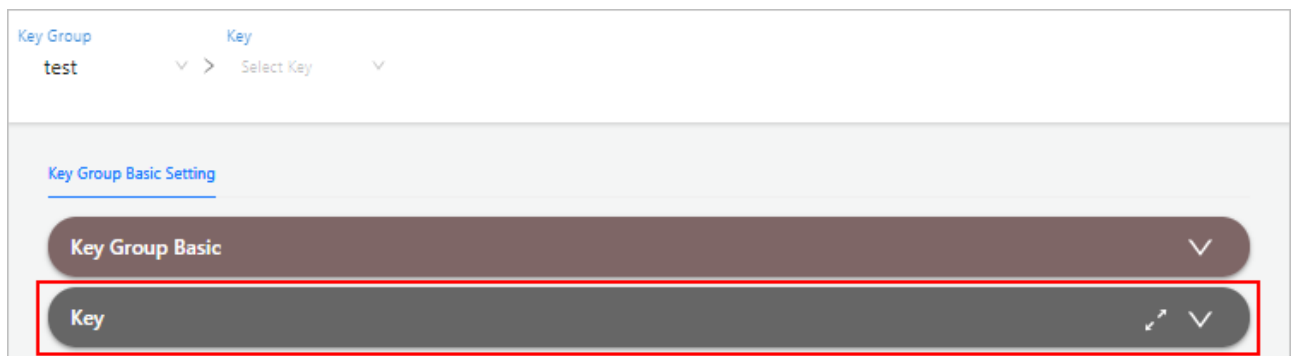 Key Group Key
test > Select Key
Key Group Basic Setting
Key Group Basic
Key